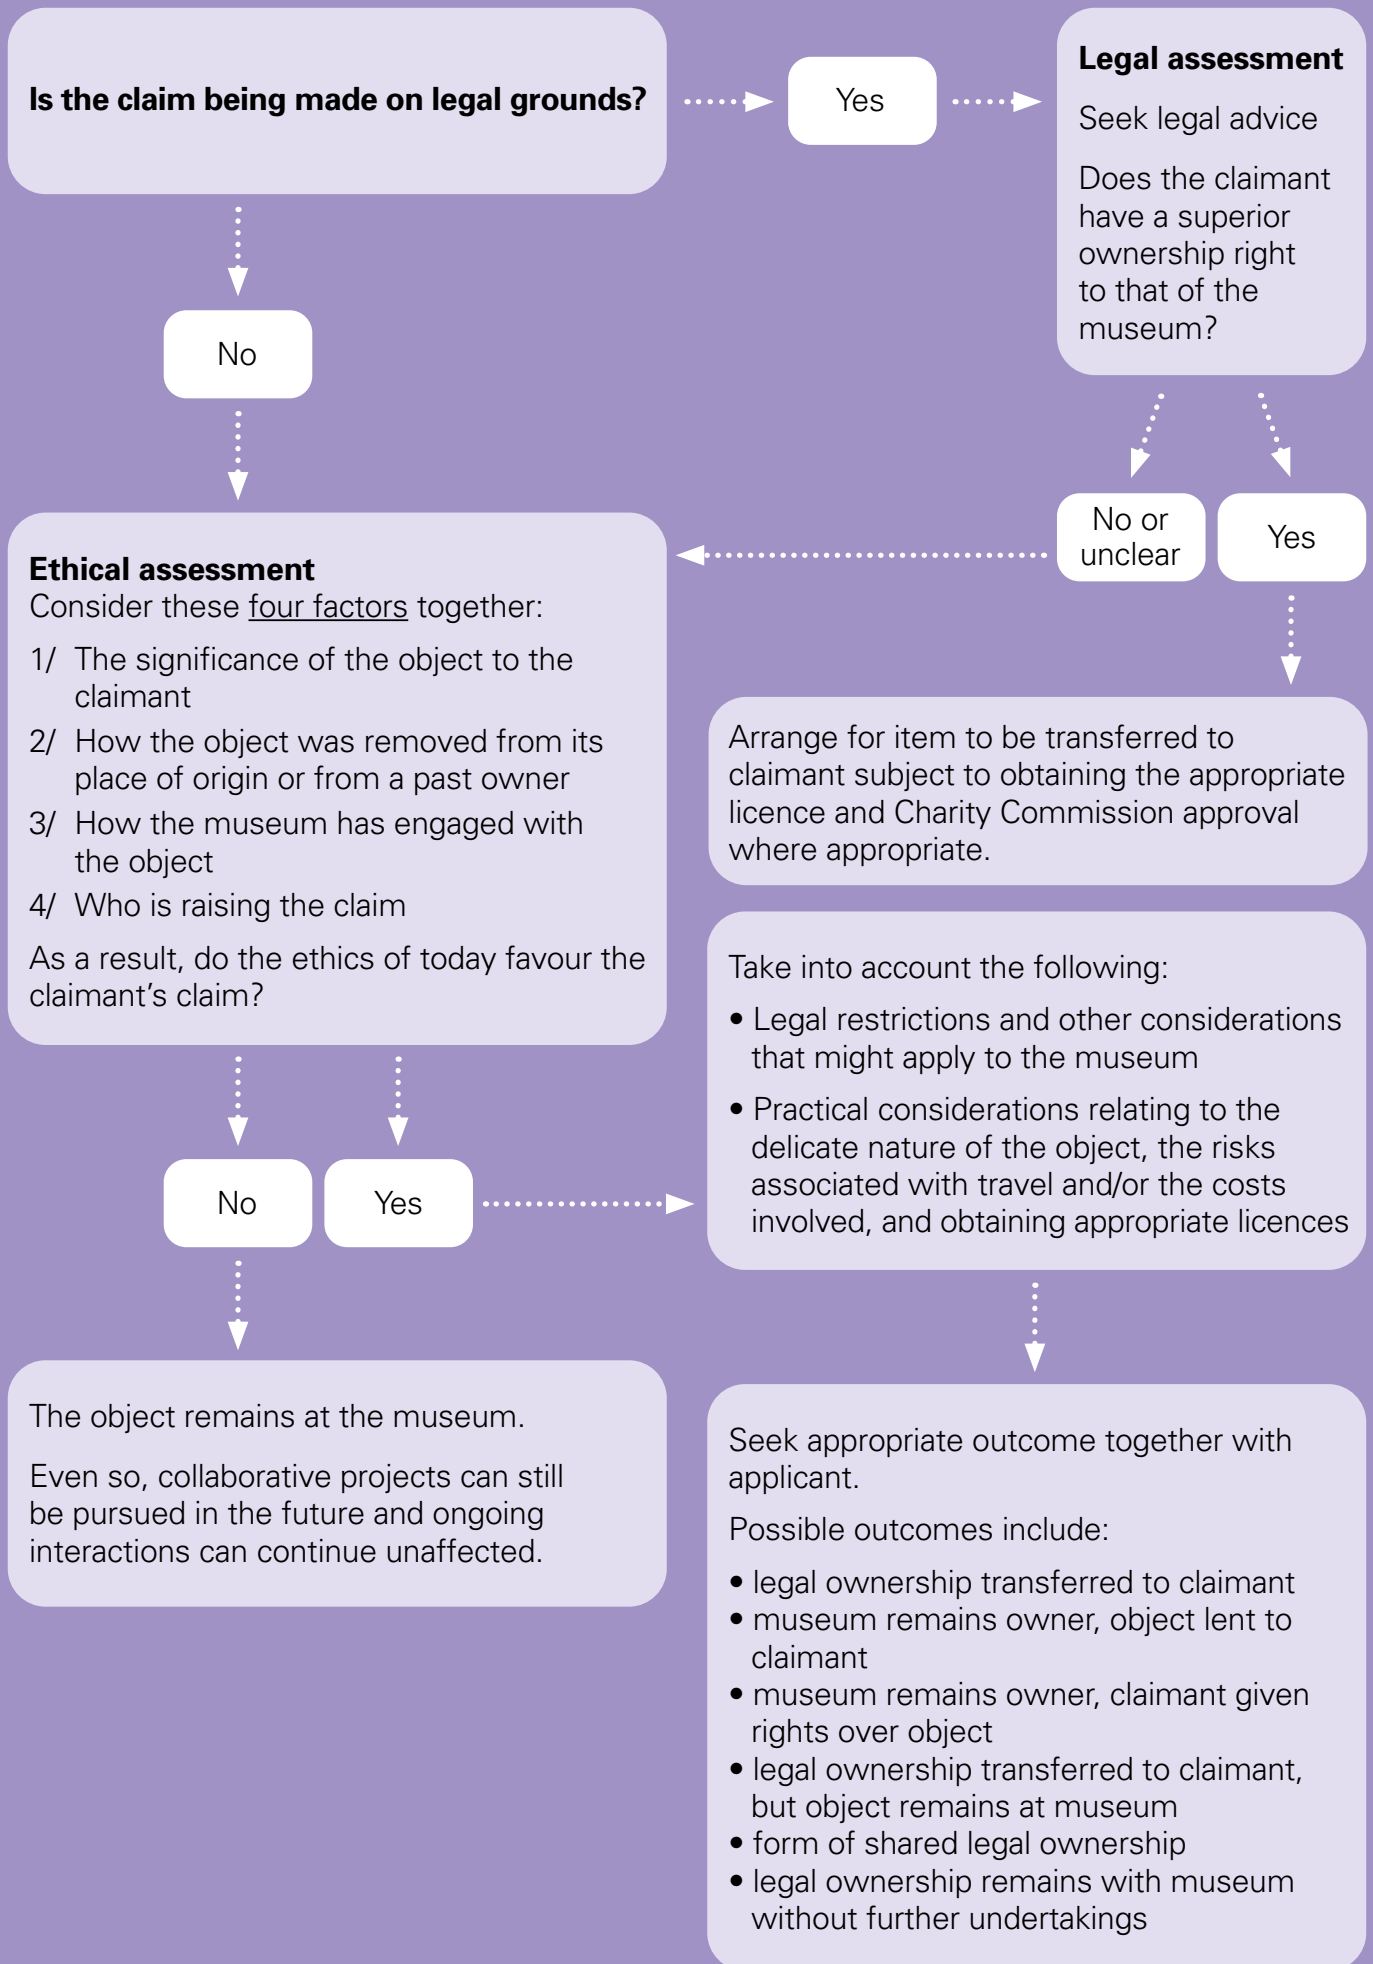 Is the claim being made on legal grounds?
Yes
Legal assessment
Seek legal advice
Does the claimant
have a superior
ownership right
to that of the
museum?
No
No or
unclear
Yes
Ethical assessment
Consider these four factors together:
1/ The significance of the object to the
claimant
2/ How the object was removed from its
place of origin or from a past owner
3/ How the museum has engaged with
the object
4/ Who is raising the claim
As a result, do the ethics of today favour the
claimant's claim?
Arrange for item to be transferred to
claimant subject to obtaining the appropriate
licence and Charity Commission approval
where appropriate.
No
Yes
Take into account the following:
• Legal restrictions and other considerations
that might apply to the museum
• Practical considerations relating to the
delicate nature of the object, the risks
associated with travel and/or the costs
involved, and obtaining appropriate licences
The object remains at the museum.
Even so, collaborative projects can still
be pursued in the future and ongoing
interactions can continue unaffected.
Seek appropriate outcome together with
applicant.
Possible outcomes include:
• legal ownership transferred to claimant
• museum remains owner, object lent to
claimant
• museum remains owner, claimant given
rights over object
• legal ownership transferred to claimant,
but object remains at museum
• form of shared legal ownership
• legal ownership remains with museum
without further undertakings